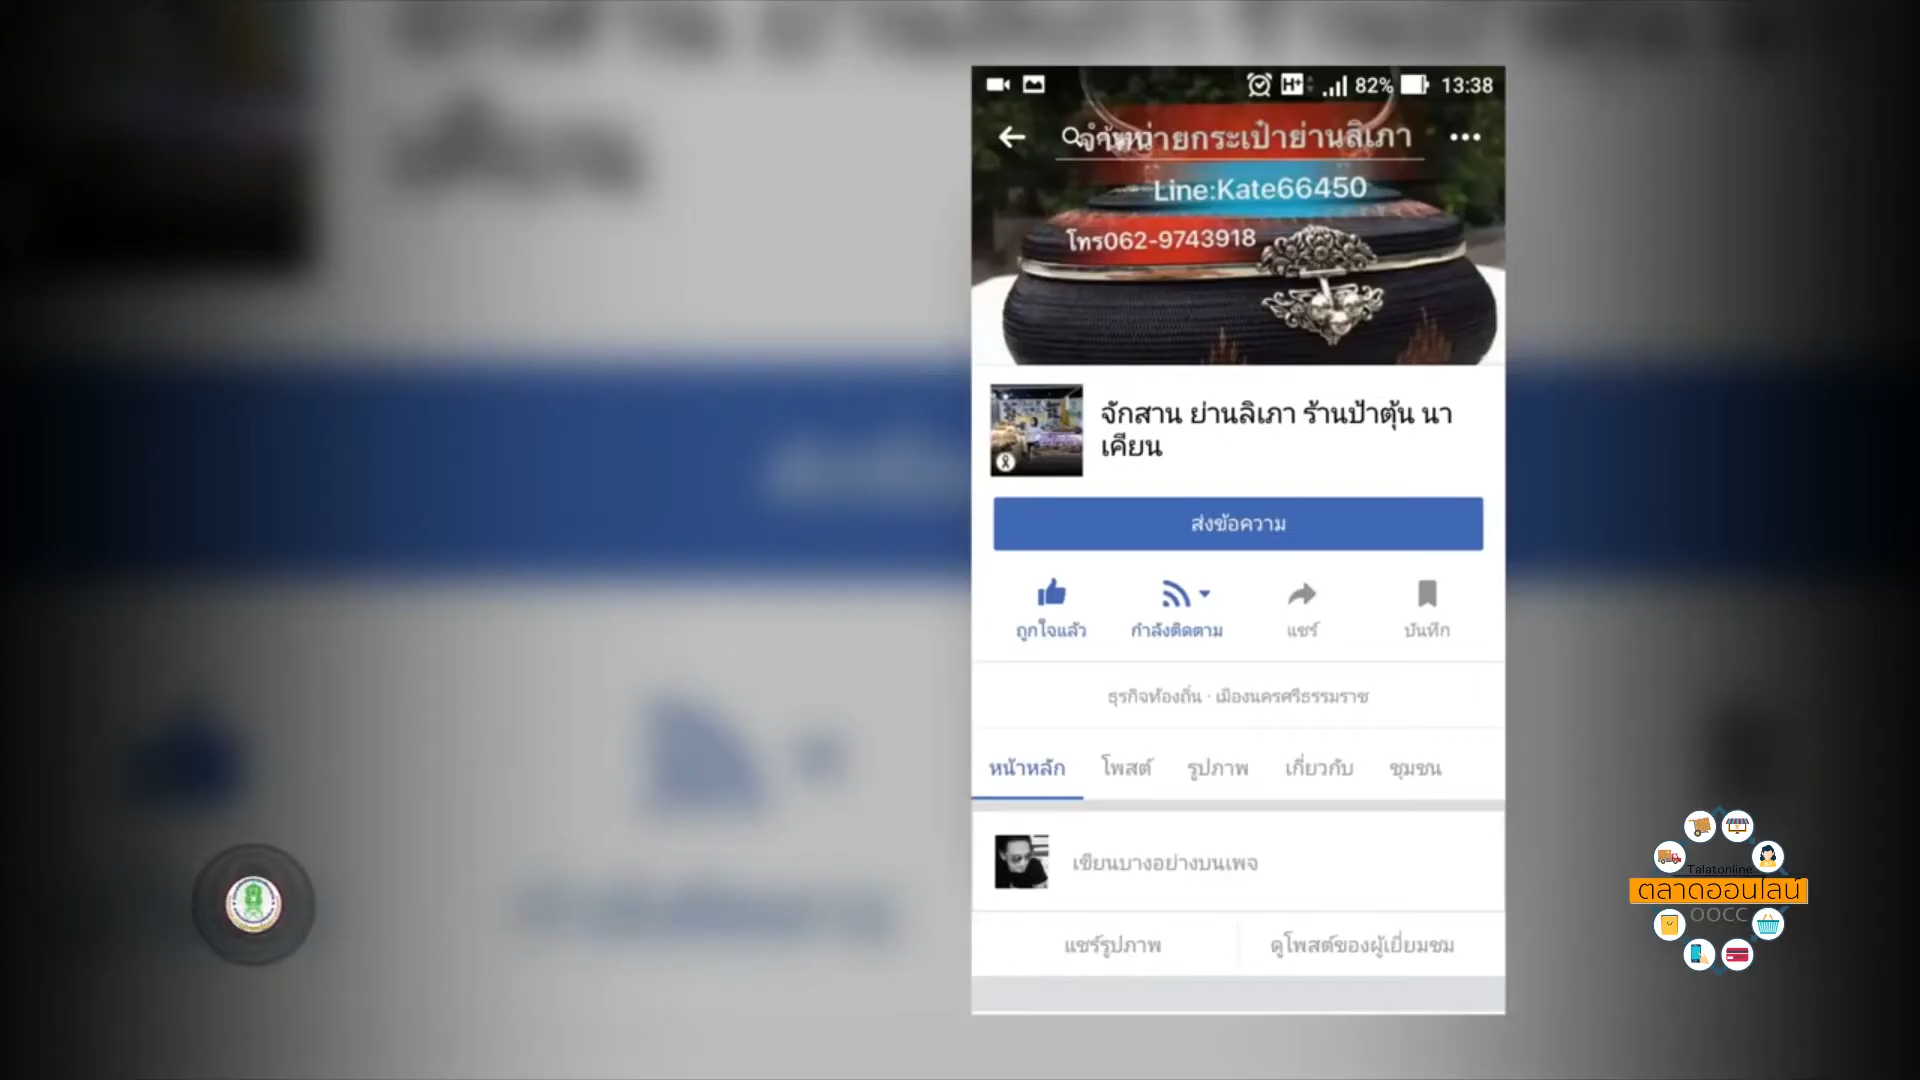 82% 13:38
จำหน่ายกระเป๋าย่านลิเภา
Line:Kate66450
โทร062-9743918
จักสาน ย่านลิเภา ร้านป้าตุ้น นา
เคียน
ส่งข้อความ
ถูกใจแล้ว กำลังติดตาม แชร์ บันทึก
ธุรกิจท้องถิ่น · เมืองนครศรีธรรมราช
หน้าหลัก โพสต์ รูปภาพ เกี่ยวกับ ชุมชน
เขียนบางอย่างบนเพจ
แชร์รูปภาพ ดูโพสต์ของผู้เยี่ยมชม
Talatonline
ตลาดออนไลน์
OOCC